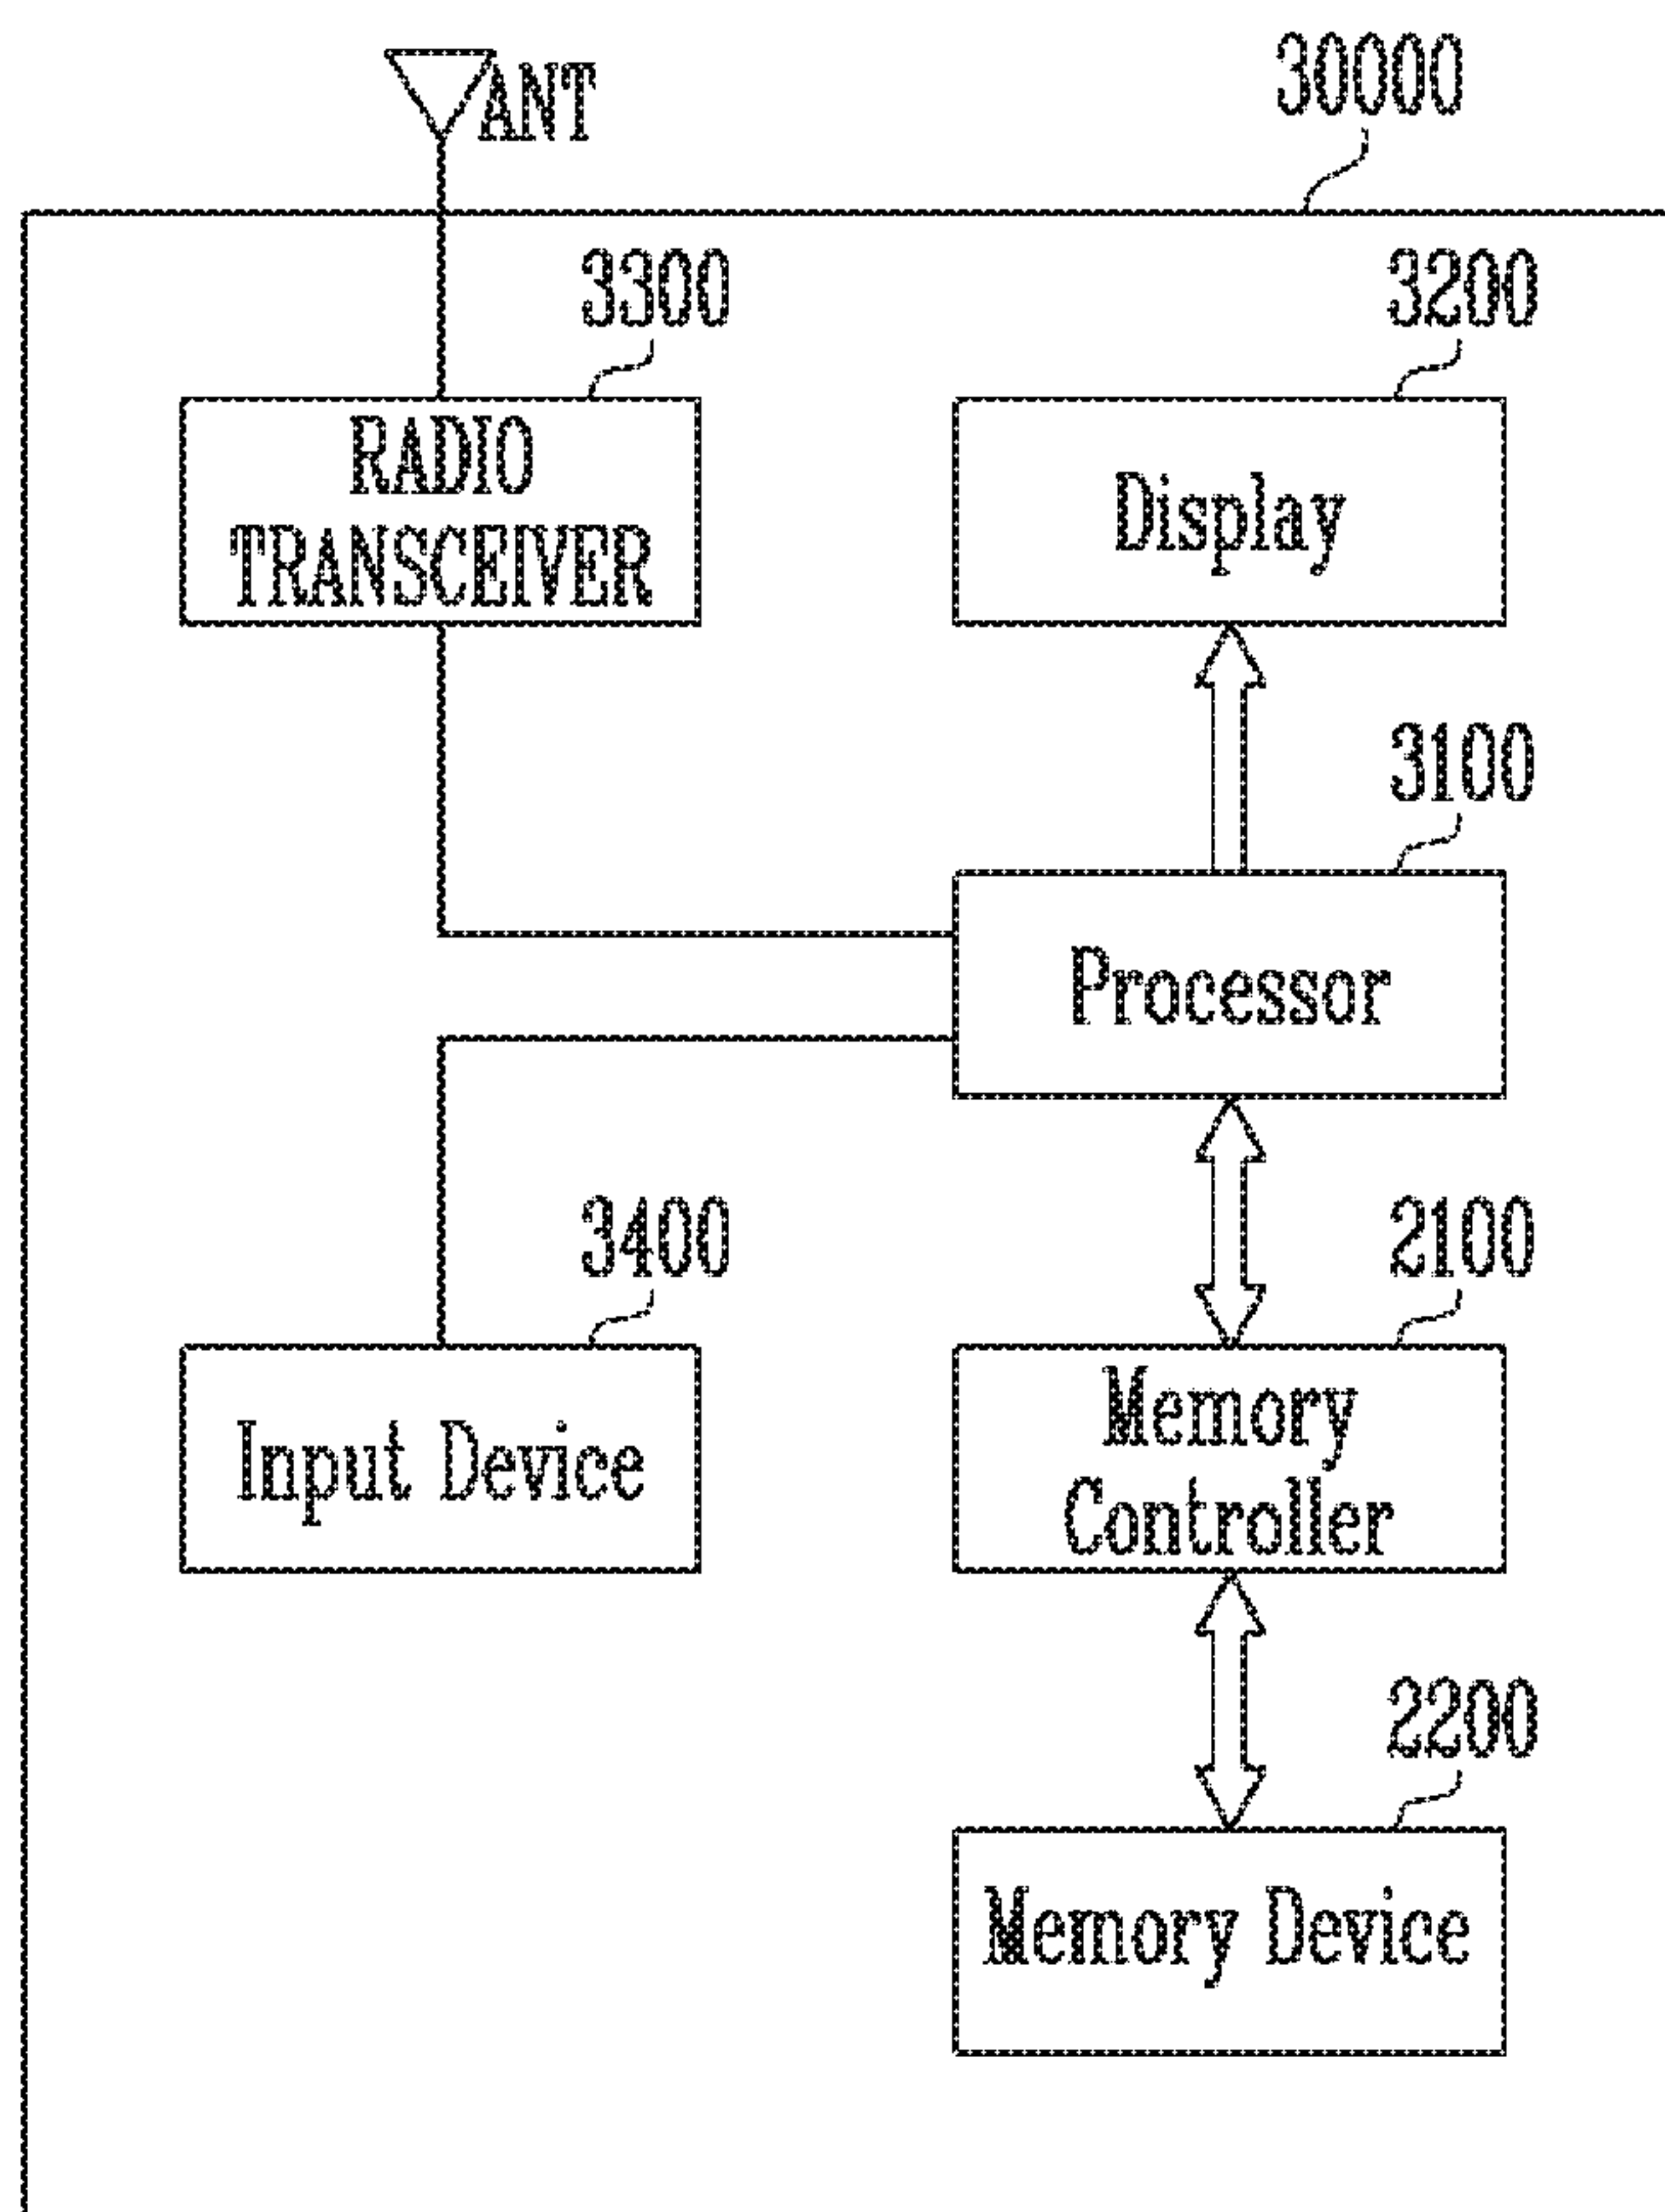 ANT
30000
3300
3200
RADIO
TRANSCEIVER
Display
3100
Processor
3400
2100
Input Device
Memory
Controller
2200
Memory Device